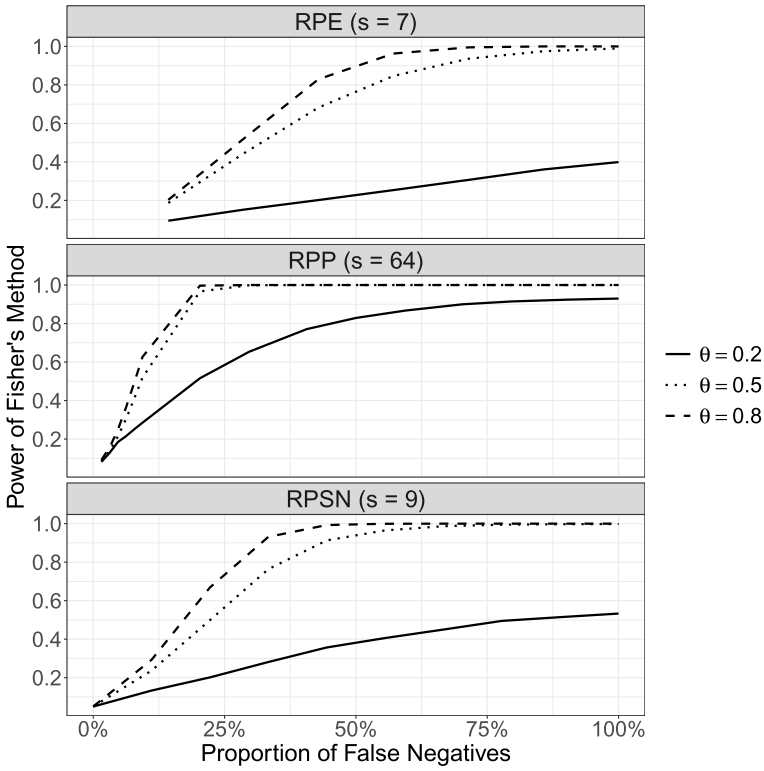 RPE (s = 7)
1.0
0.8
0.6
0.4
0.2
RPP (s = 64)
1.0
0.8
0.6
0.4
0.2
RPSN (s = 9)
1.0
0.8
0.6
0.4
0.2
0%
25%
50%
75%
100%
Proportion of False Negatives
Power of Fisher's Method
θ = 0.2
θ = 0.5
θ = 0.8